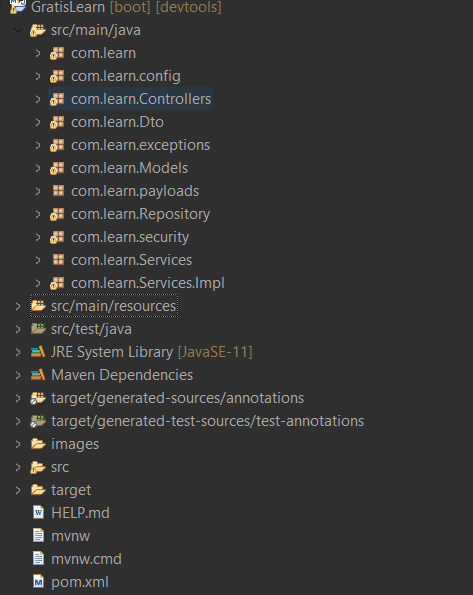 GratisLearn [boot] [devtools]
src/main/java
com.learn
com.learn.config
com.learn.Controllers
com.learn.Dto
com.learn.exceptions
com.learn.Models
com.learn.payloads
com.learn.Repository
com.learn.security
com.learn.Services
com.learn.Services.Impl
src/main/resources
src/test/java
JRE System Library [JavaSE-11]
Maven Dependencies
target/generated-sources/annotations
target/generated-test-sources/test-annotations
images
src
target
HELP.md
mvnw
mvnw.cmd
pom.xml